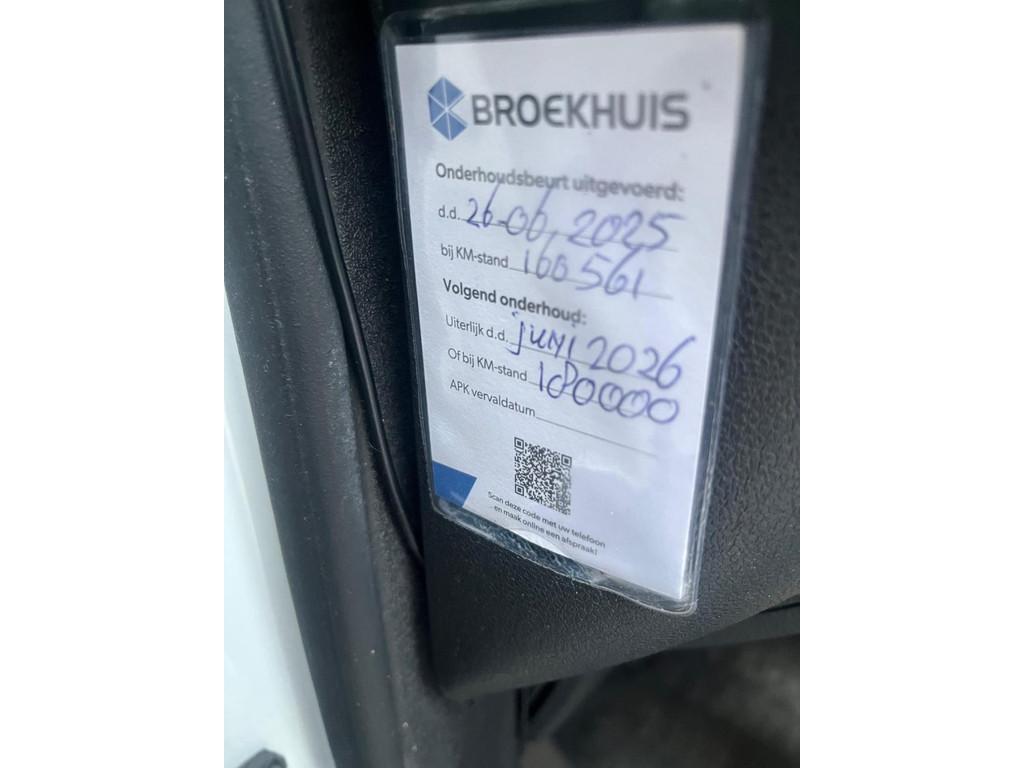 BROEKHUIS
Onderhoudsbeurt uitgevoerd:
d.d. 26-06, 2025
bij KM-stand 166561
Volgend onderhoud:
Uiterlijk d.d. juni 2026
Of bij KM-stand 180000
APK vervaldatum
Scan deze code met uw telefoon
en maak online een afspraak!